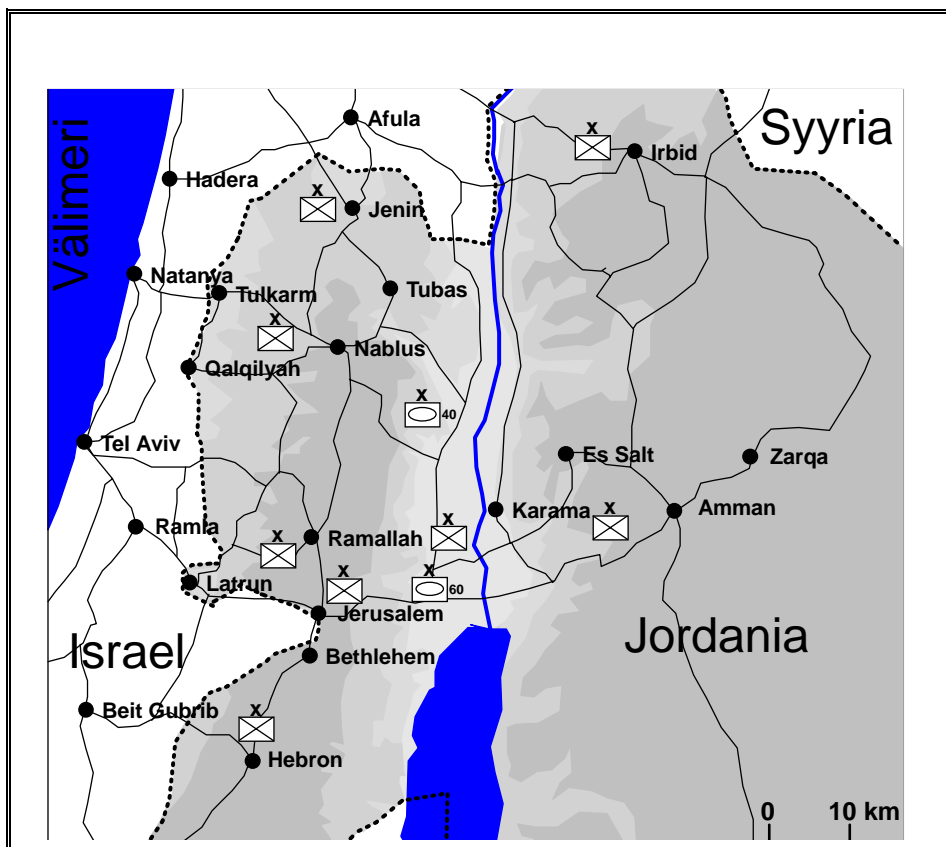 Syyria
Afula
x
Irbid
Välimeri
Hadera
x
Jenin
Natanya
Tulkarm
Tubas
x
Nablus
Qalqilyah
x
40
Tel Aviv
Es Salt
Zarqa
Karama
x
Amman
Ramla
x
Ramallah
x
Latrun
x
x
60
Jerusalem
Israel
Bethlehem
Jordania
Beit Gubrib
x
Hebron
0 10 km